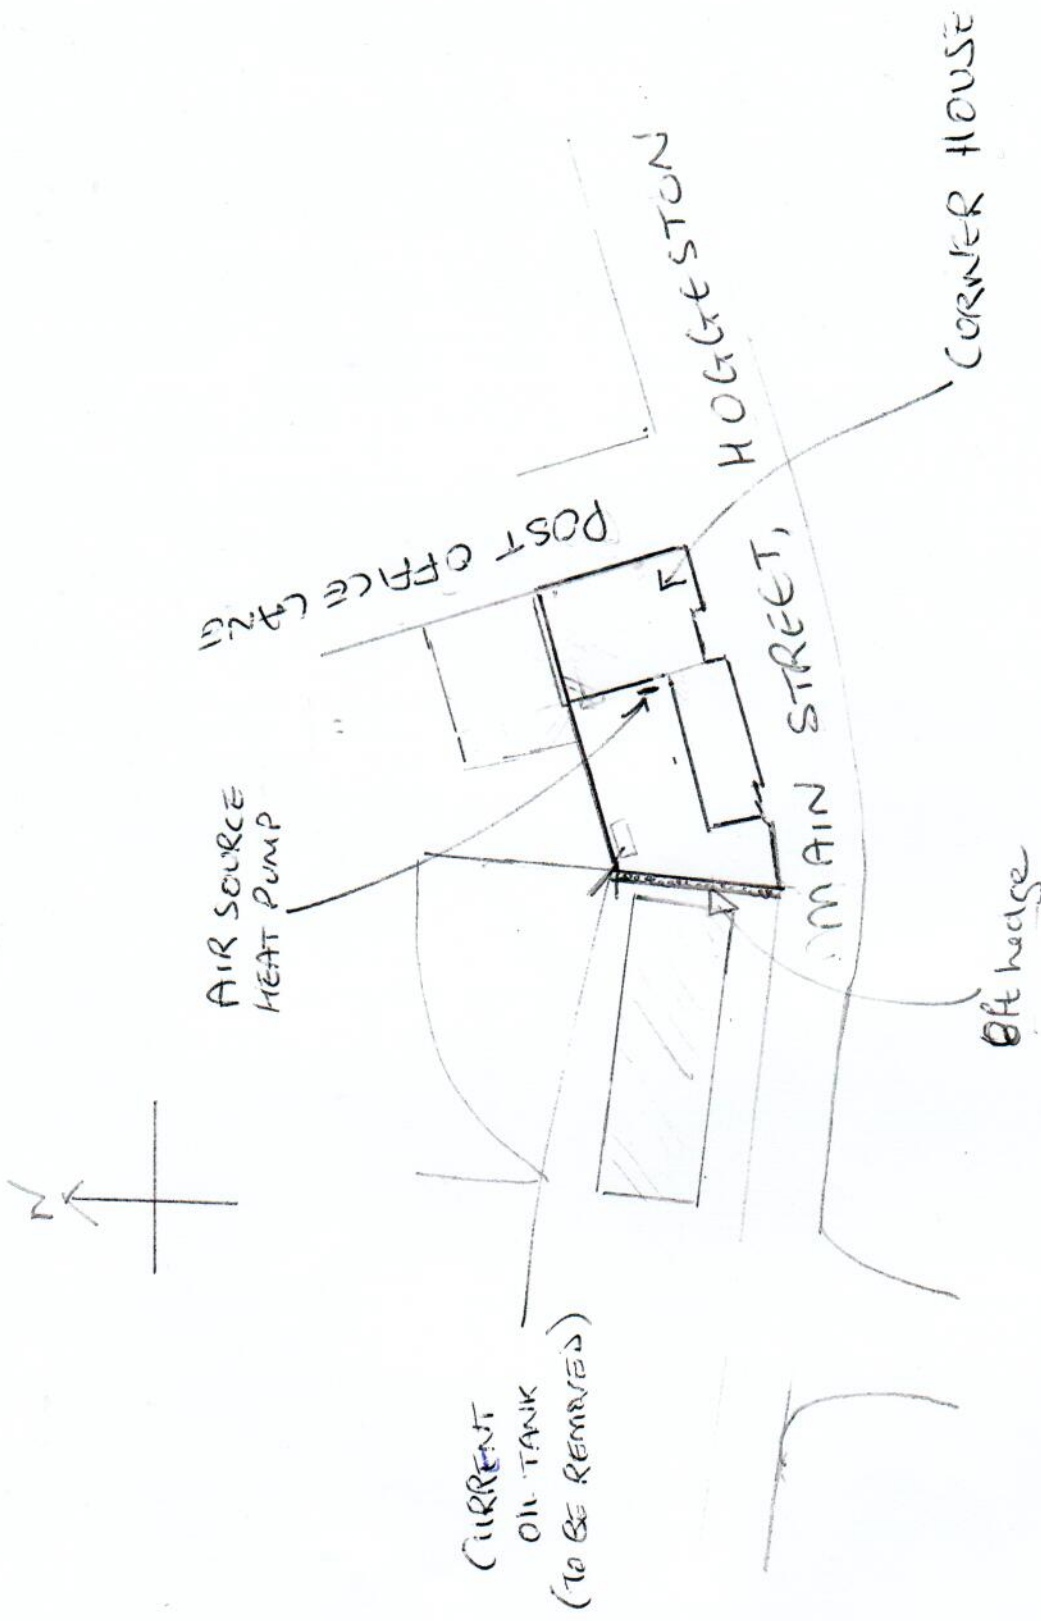 N
AIR SOURCE
HEAT PUMP
POST OFFICE LANE
CURRENT
OIL TANK
(TO BE REMOVED)
MAIN STREET,
HOGGESTON
8ft hedge
CORNER HOUSE